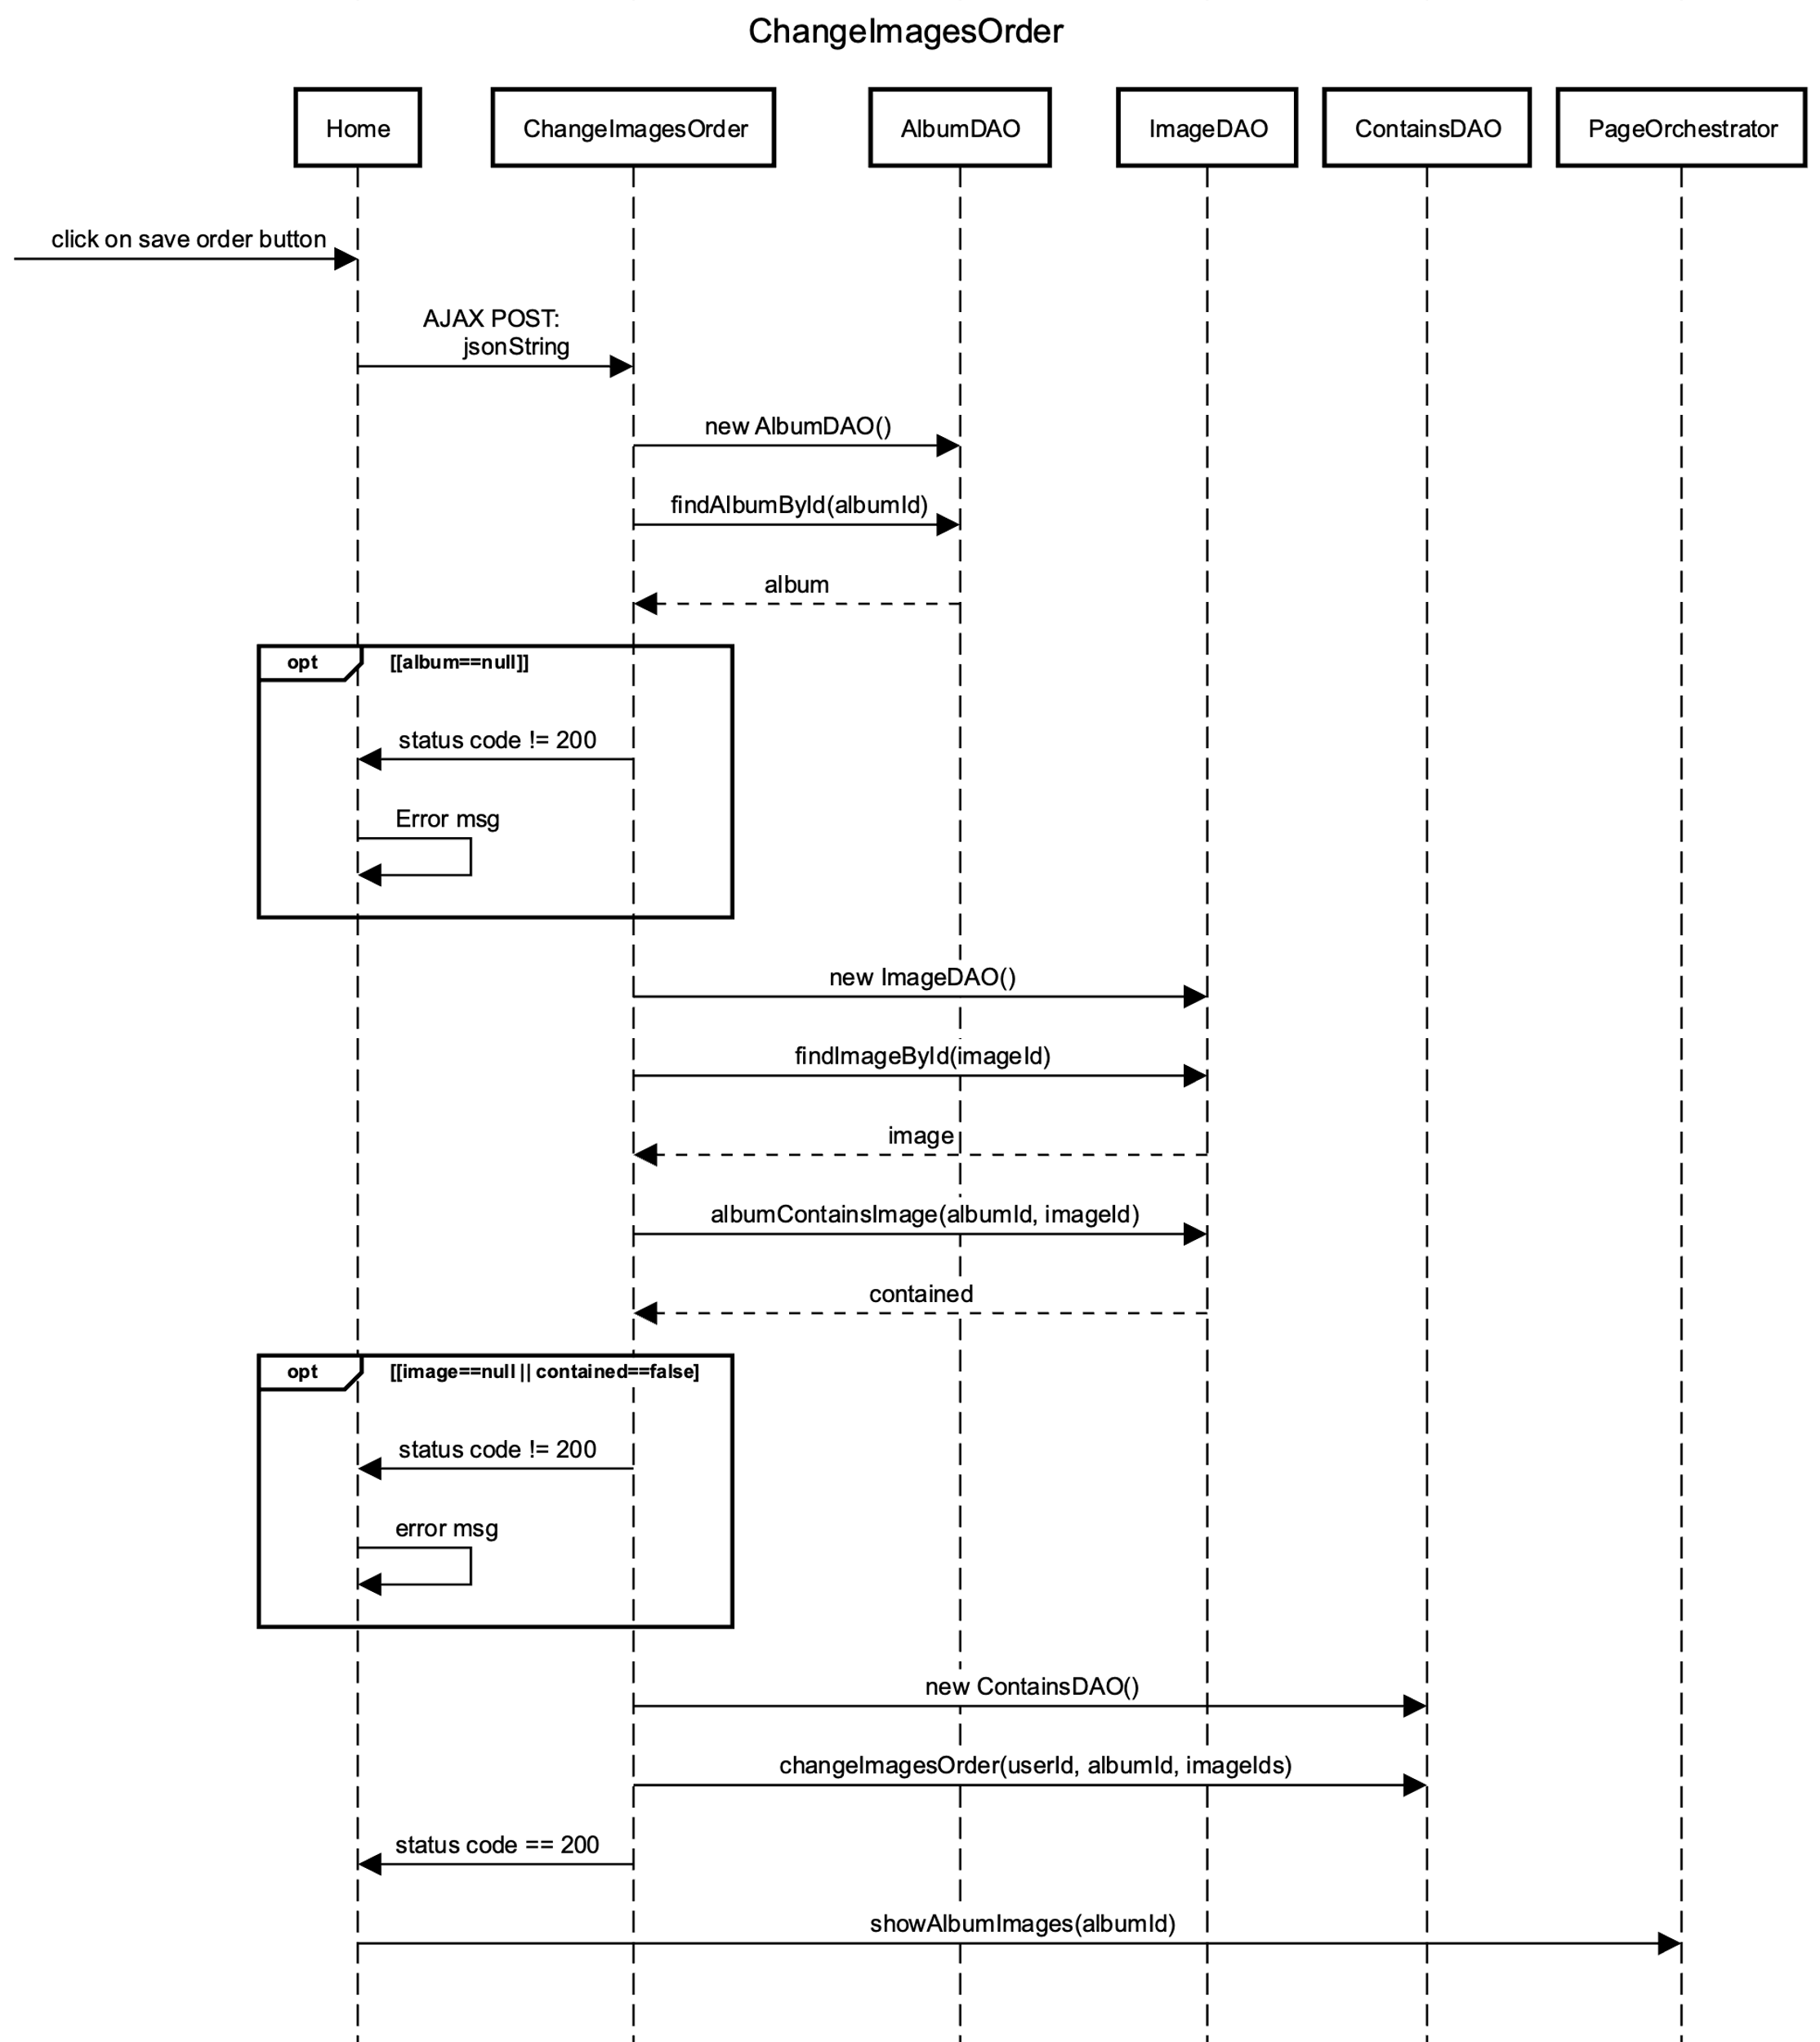 ChangeImagesOrder
Home
ChangeImagesOrder
AlbumDAO
ImageDAO
ContainsDAO
PageOrchestrator
click on save order button
AJAX POST:
jsonString
new AlbumDAO()
findAlbumById(albumId)
album
opt
[[album==null]]
status code != 200
Error msg
new ImageDAO()
findImageById(imageId)
image
albumContainsImage(albumId, imageId)
contained
opt
[[image==null || contained==false]
status code != 200
error msg
new ContainsDAO()
changeImagesOrder(userId, albumId, imageIds)
status code == 200
showAlbumImages(albumId)